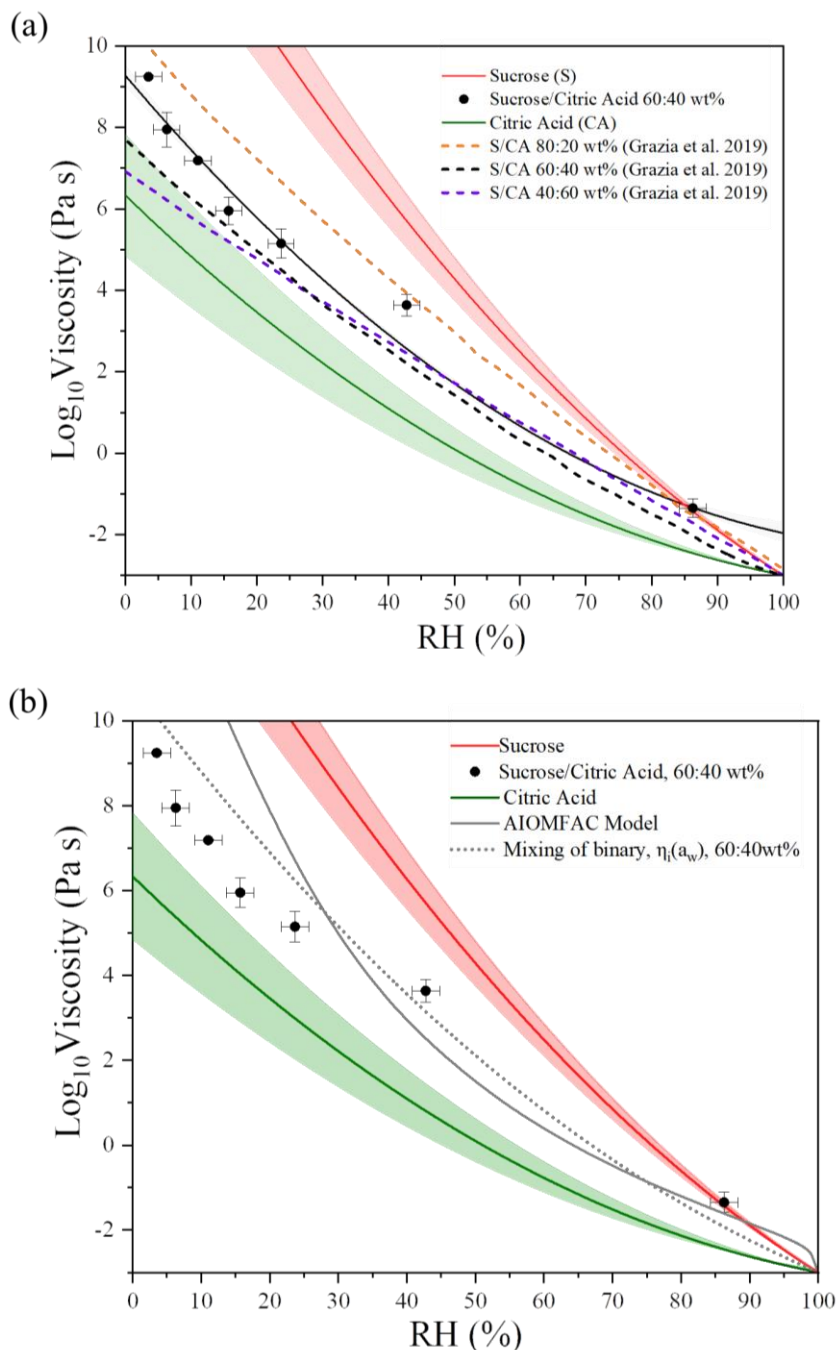 (a)
10
8
6
4
2
0
-2
Log10Viscosity (Pa s)
Sucrose (S)
Sucrose/Citric Acid 60:40 wt%
Citric Acid (CA)
S/CA 80:20 wt% (Grazia et al. 2019)
S/CA 60:40 wt% (Grazia et al. 2019)
S/CA 40:60 wt% (Grazia et al. 2019)
0 10 20 30 40 50 60 70 80 90 100
RH (%)
(b)
10
8
6
4
2
0
-2
Log10Viscosity (Pa s)
Sucrose
Sucrose/Citric Acid, 60:40 wt%
Citric Acid
AIOMFAC Model
Mixing of binary, ηi(aw), 60:40wt%
0 10 20 30 40 50 60 70 80 90 100
RH (%)